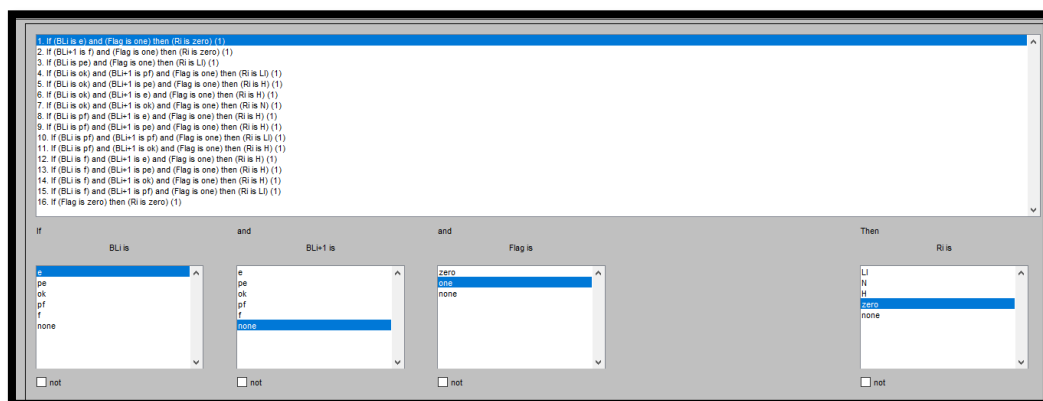 1. If (BLi is e) and (Flag is one) then (Ri is zero) (1)
2. If (BLi+1 is f) and (Flag is one) then (Ri is zero) (1)
3. If (BLi is pe) and (Flag is one) then (Ri is Ll) (1)
4. If (BLi is ok) and (BLi+1 is pf) and (Flag is one) then (Ri is Ll) (1)
5. If (BLi is ok) and (BLi+1 is pe) and (Flag is one) then (Ri is H) (1)
6. If (BLi is ok) and (BLi+1 is e) and (Flag is one) then (Ri is H) (1)
7. If (BLi is ok) and (BLi+1 is ok) and (Flag is one) then (Ri is N) (1)
8. If (BLi is pf) and (BLi+1 is e) and (Flag is one) then (Ri is H) (1)
9. If (BLi is pf) and (BLi+1 is pe) and (Flag is one) then (Ri is H) (1)
10. If (BLi is pf) and (BLi+1 is pf) and (Flag is one) then (Ri is Ll) (1)
11. If (BLi is pf) and (BLi+1 is ok) and (Flag is one) then (Ri is H) (1)
12. If (BLi is f) and (BLi+1 is e) and (Flag is one) then (Ri is H) (1)
13. If (BLi is f) and (BLi+1 is pe) and (Flag is one) then (Ri is H) (1)
14. If (BLi is f) and (BLi+1 is ok) and (Flag is one) then (Ri is H) (1)
15. If (BLi is f) and (BLi+1 is pf) and (Flag is one) then (Ri is Ll) (1)
16. If (Flag is zero) then (Ri is zero) (1)
If
BLi is
e
pe
ok
pf
f
none
not
and
BLi+1 is
e
pe
ok
pf
f
none
not
and
Flag is
zero
one
none
not
Then
Ri is
Ll
N
H
zero
none
not